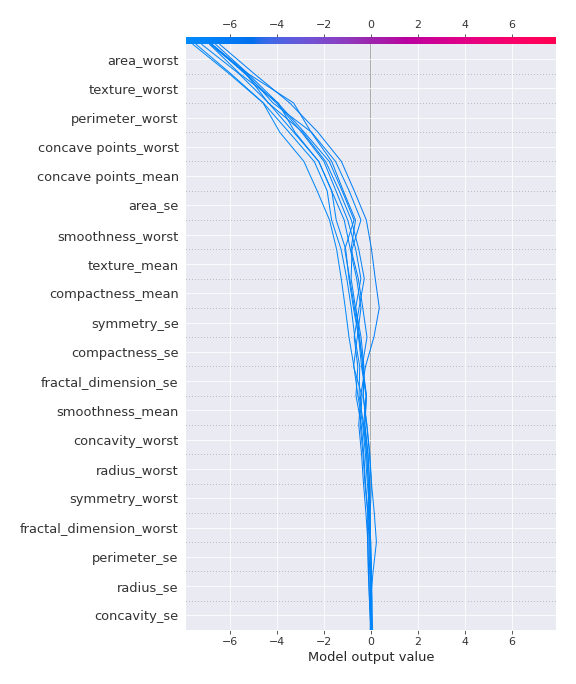 −6 −4 −2 0 2 4 6
area_worst
texture_worst
perimeter_worst
concave points_worst
concave points_mean
area_se
smoothness_worst
texture_mean
compactness_mean
symmetry_se
compactness_se
fractal_dimension_se
smoothness_mean
concavity_worst
radius_worst
symmetry_worst
fractal_dimension_worst
perimeter_se
radius_se
concavity_se
−6 −4 −2 0 2 4 6
Model output value